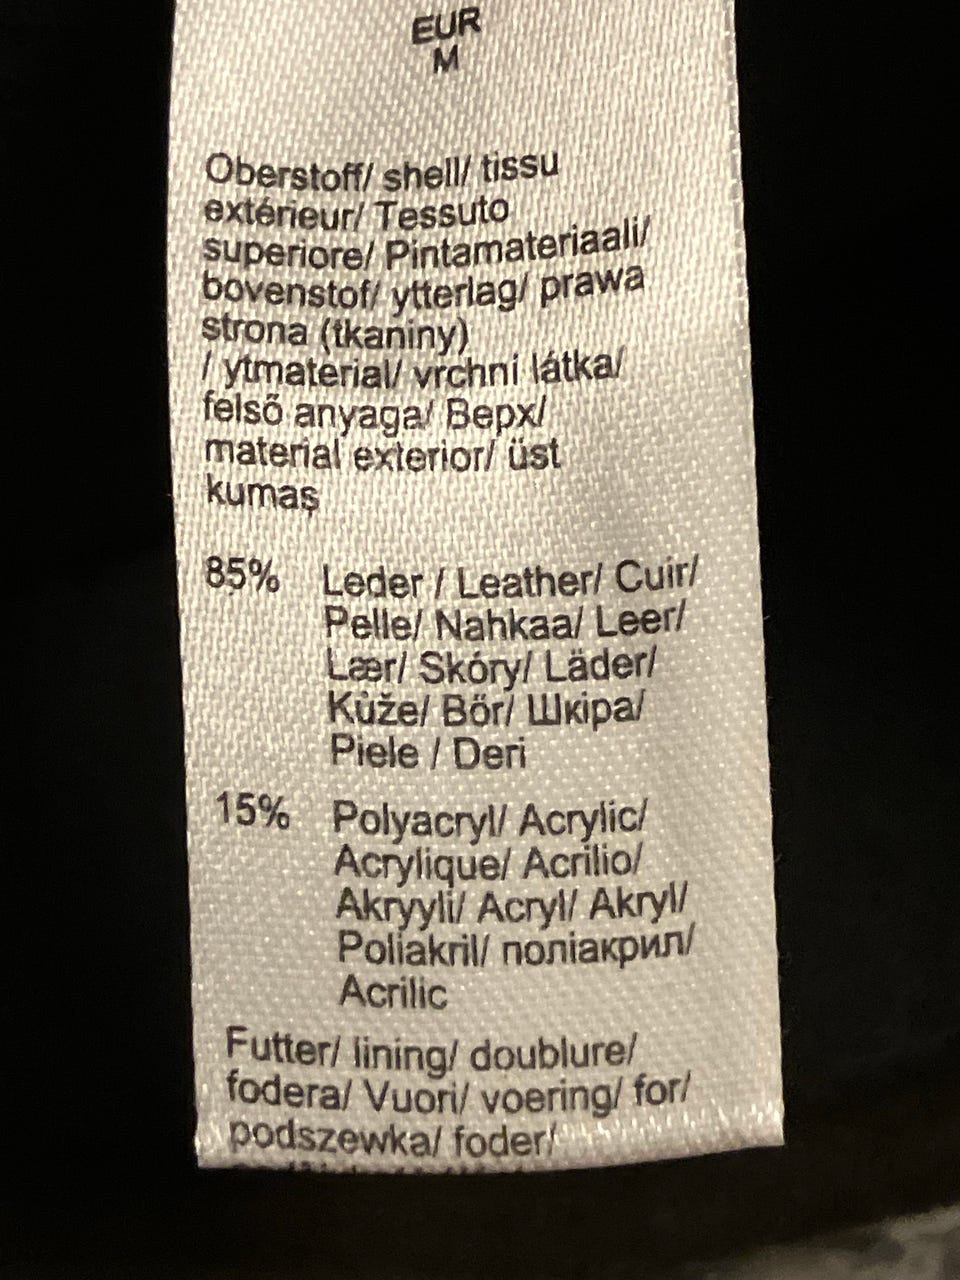 EUR
M
Oberstoff/ shell/ tissu
extérieur/ Tessuto
superiore/ Pintamateriaali/
bovenstof/ ytterlag/ prawa
strona (tkaniny)
/ ytmaterial/ vrchní látka/
felső anyaga/ Верх/
material exterior/ üst
kumaş
85% Leder / Leather/ Cuir/
Pelle/ Nahkaa/ Leer/
Lær/ Skóry/ Läder/
Kůže/ Bőr/ Шкіра/
Piele / Deri
15% Polyacryl/ Acrylic/
Acrylique/ Acrilio/
Akryyli/ Acryl/ Akryl/
Poliakril/ поліакрил/
Acrilic
Futter/ lining/ doublure/
fodera/ Vuori/ voering/ for/
podszewka/ foder/